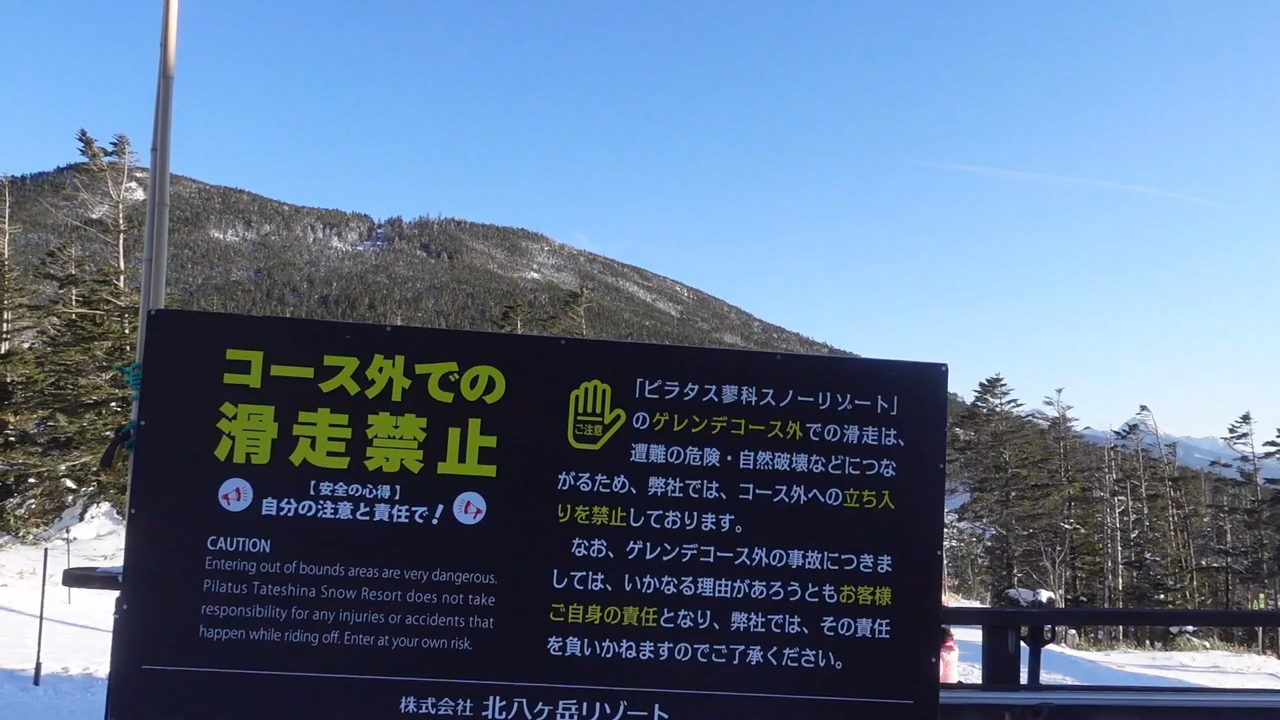 コース外での
滑走禁止
【安全の心得】
自分の注意と責任で!
CAUTION
Entering out of bounds areas are very dangerous.
Pilatus Tateshina Snow Resort does not take
responsibility for any injuries or accidents that
happen while riding off. Enter at your own risk.
ご注意
「ピラタス蓼科スノーリゾート」
のゲレンデコース外での滑走は、
遭難の危険・自然破壊などにつな
がるため、弊社では、コース外への立ち入
りを禁止しております。
なお、ゲレンデコース外の事故につきま
しては、いかなる理由があろうともお客様
ご自身の責任となり、弊社では、その責任
を負いかねますのでご了承ください。
株式会社 北八ヶ岳リゾート